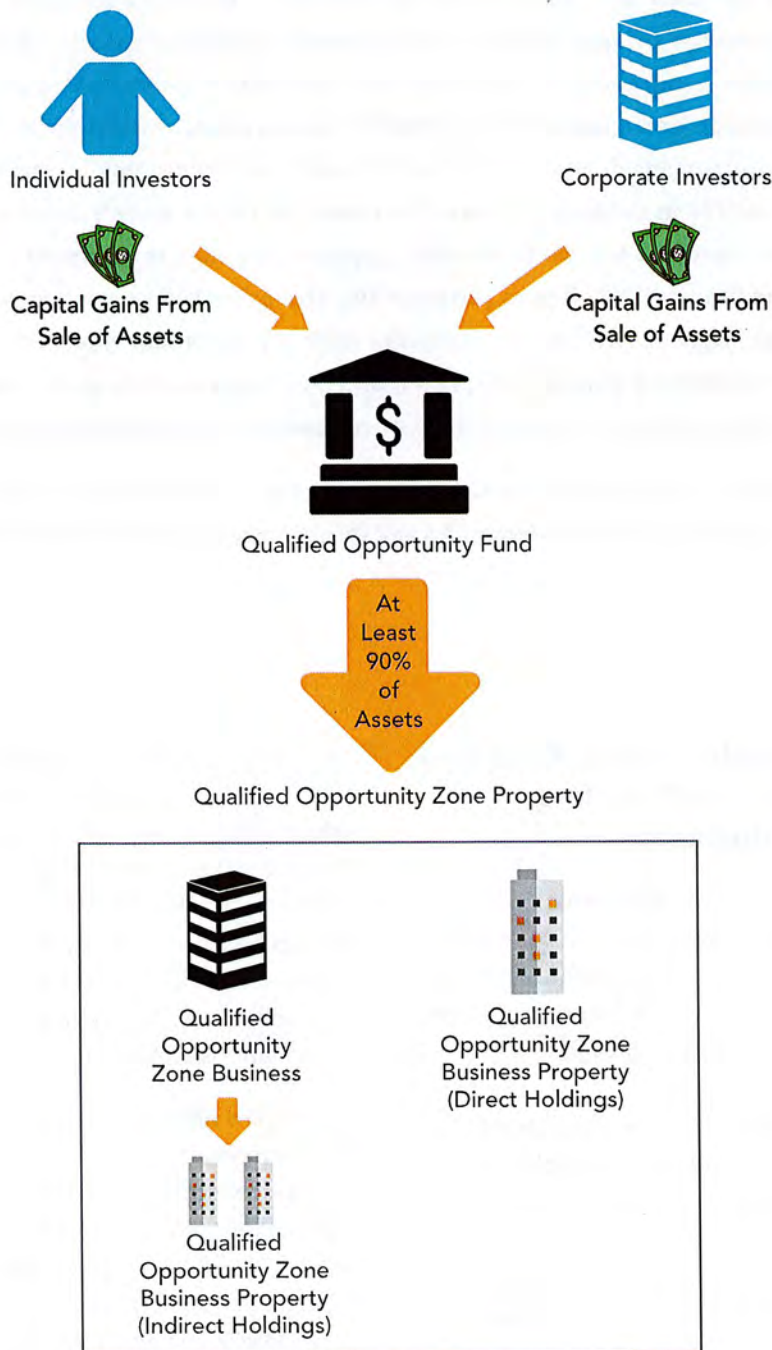 Individual Investors
Corporate Investors
Capital Gains From
Sale of Assets
Capital Gains From
Sale of Assets
$
Qualified Opportunity Fund
At
Least
90%
of
Assets
Qualified Opportunity Zone Property
Qualified
Opportunity
Zone Business
Qualified
Opportunity Zone
Business Property
(Direct Holdings)
Qualified
Opportunity Zone
Business Property
(Indirect Holdings)